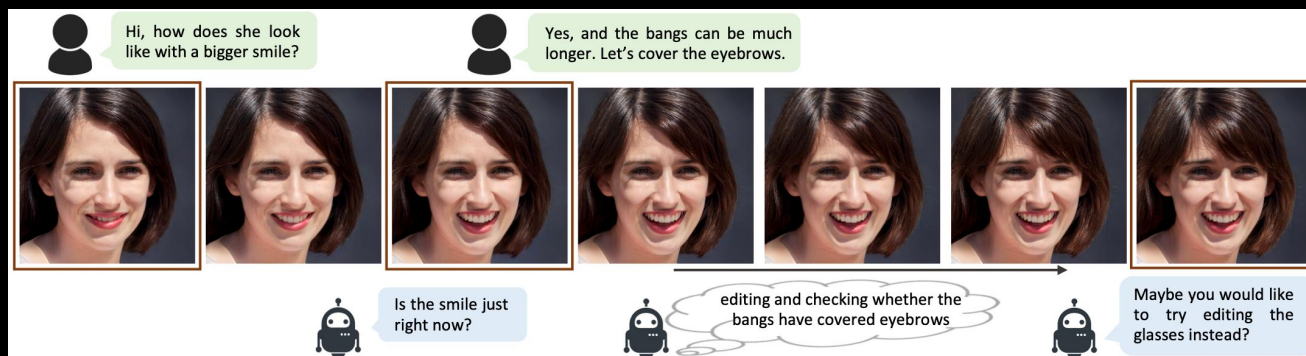 Hi, how does she look
like with a bigger smile?
Yes, and the bangs can be much
longer. Let’s cover the eyebrows.
Is the smile just
right now?
editing and checking whether the
bangs have covered eyebrows
Maybe you would like
to try editing the
glasses instead?